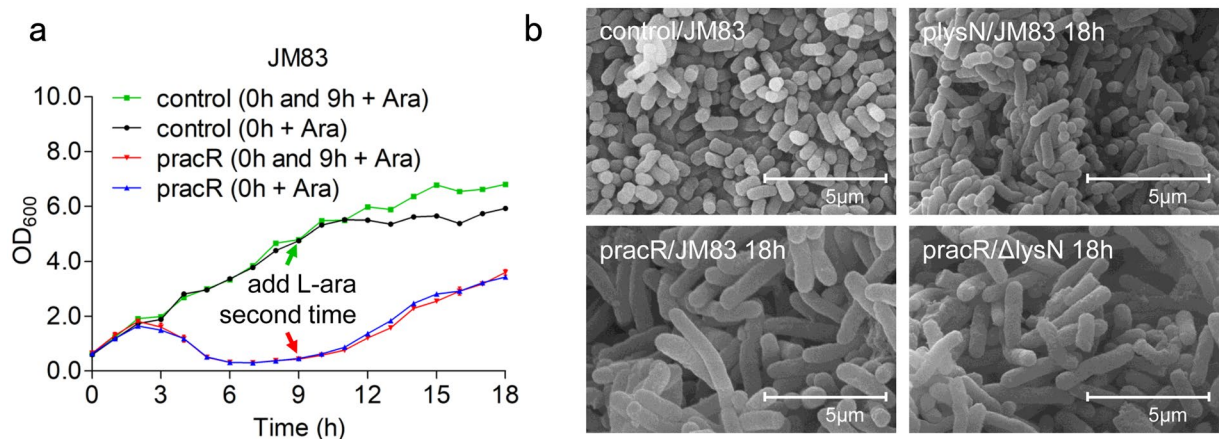 a
JM83
10.0
8.0
6.0
4.0
2.0
0.0
OD600
control (0h and 9h + Ara)
control (0h + Ara)
pracR (0h and 9h + Ara)
pracR (0h + Ara)
add L-ara
second time
0 3 6 9 12 15 18
Time (h)
b
control/JM83
5μm
plysN/JM83 18h
5μm
pracR/JM83 18h
5μm
pracR/ΔlysN 18h
5μm